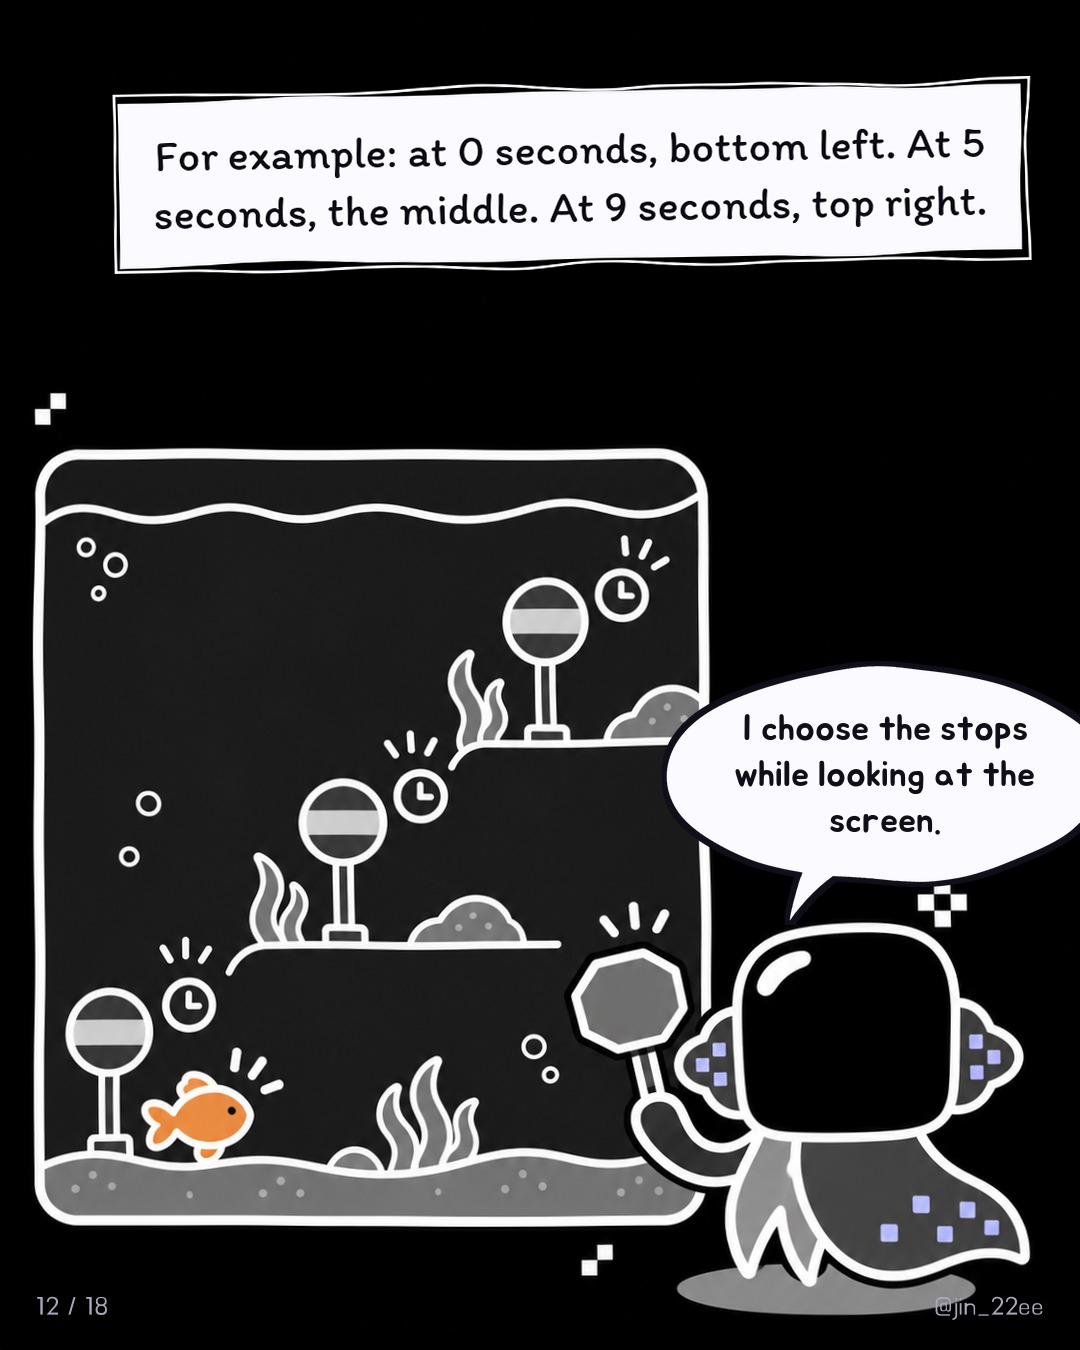 For example: at 0 seconds, bottom left. At 5
seconds, the middle. At 9 seconds, top right.
I choose the stops
while looking at the
screen.
12 / 18
@jin_22ee